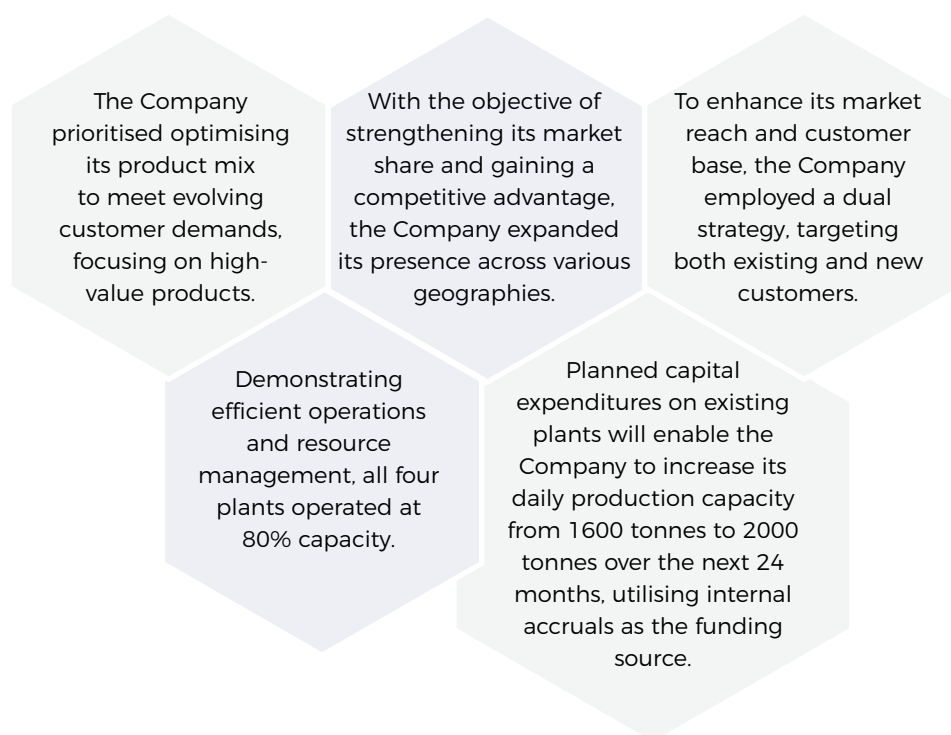 The Company
prioritised optimising
its product mix
to meet evolving
customer demands,
focusing on high-
value products.
With the objective of
strengthening its market
share and gaining a
competitive advantage,
the Company expanded
its presence across various
geographies.
To enhance its market
reach and customer
base, the Company
employed a dual
strategy, targeting
both existing and new
customers.
Demonstrating
efficient operations
and resource
management, all four
plants operated at
80% capacity.
Planned capital
expenditures on existing
plants will enable the
Company to increase its
daily production capacity
from 1600 tonnes to 2000
tonnes over the next 24
months, utilising internal
accruals as the funding
source.